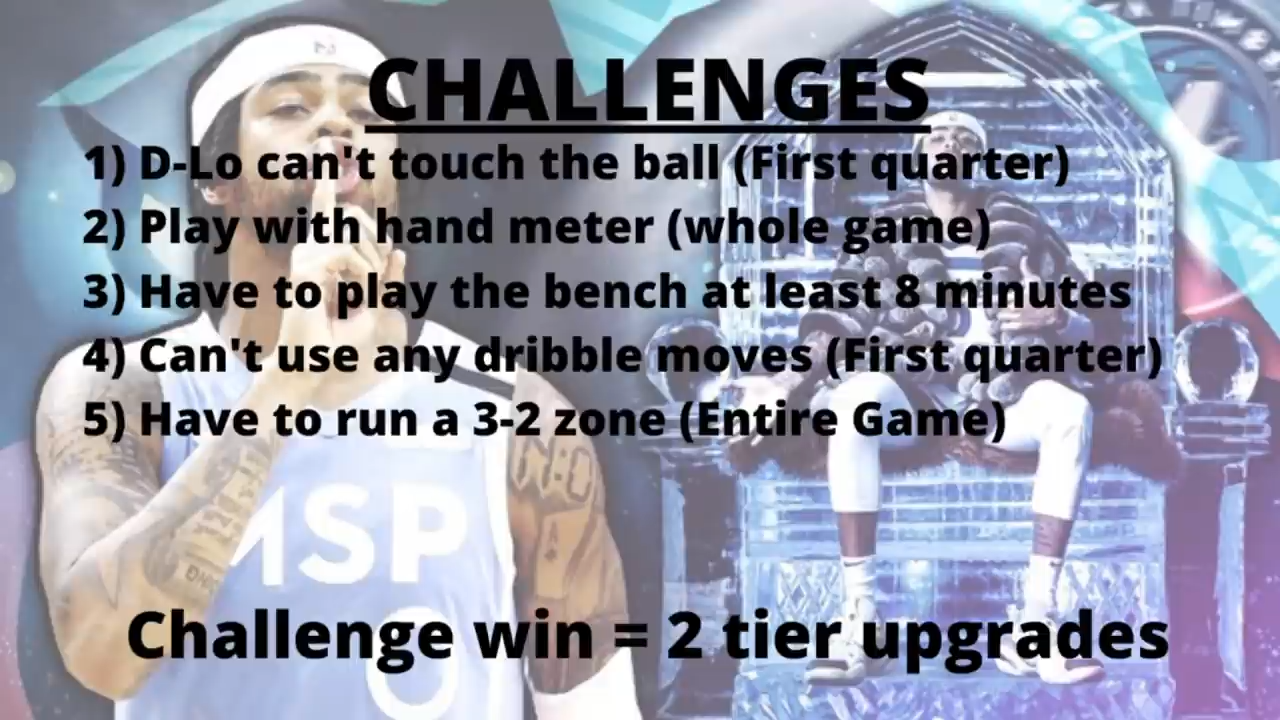 CHALLENGES
1) D-Lo can't touch the ball (First quarter)
2) Play with hand meter (whole game)
3) Have to play the bench at least 8 minutes
4) Can't use any dribble moves (First quarter)
5) Have to run a 3-2 zone (Entire Game)
MSP
0
Challenge win = 2 tier upgrades